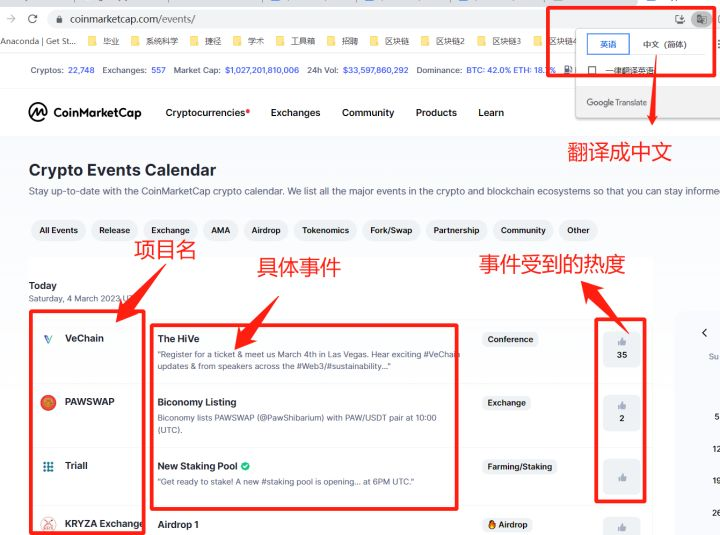 coinmarketcap.com/events/
Anaconda | Get St...
毕业
系统科学
捷径
学术
工具箱
招聘
区块链
区块链2
区块链3
区块链4
英语
中文（简体）
一律翻译英语
Google Translate
翻译成中文
Cryptos: 22,748
Exchanges: 557
Market Cap: $1,027,201,810,006
24h Vol: $33,597,860,292
Dominance: BTC: 42.0% ETH: 18.
CoinMarketCap
Cryptocurrencies
Exchanges
Community
Products
Learn
Crypto Events Calendar
Stay up-to-date with the CoinMarketCap crypto calendar. We list all the major events in the crypto and blockchain ecosystems so that you can stay informe
All Events
Release
Exchange
AMA
Airdrop
Tokenomics
Fork/Swap
Partnership
Community
Other
项目名
具体事件
事件受到的热度
Today
Saturday, 4 March 2023
VeChain
The HiVe
"Register for a ticket & meet us March 4th in Las Vegas. Hear exciting #VeChain
updates & from speakers across the #Web3/#sustainability..."
Conference
35
PAWSWAP
Biconomy Listing
Biconomy lists PAWSWAP (@PawShibarium) with PAW/USDT pair at 10:00
(UTC).
Exchange
2
Triall
New Staking Pool
"Get ready to stake! A new #staking pool is opening... at 6PM UTC."
Farming/Staking
KRYZA Exchange
Airdrop 1
Airdrop
Su
5
12
19
26